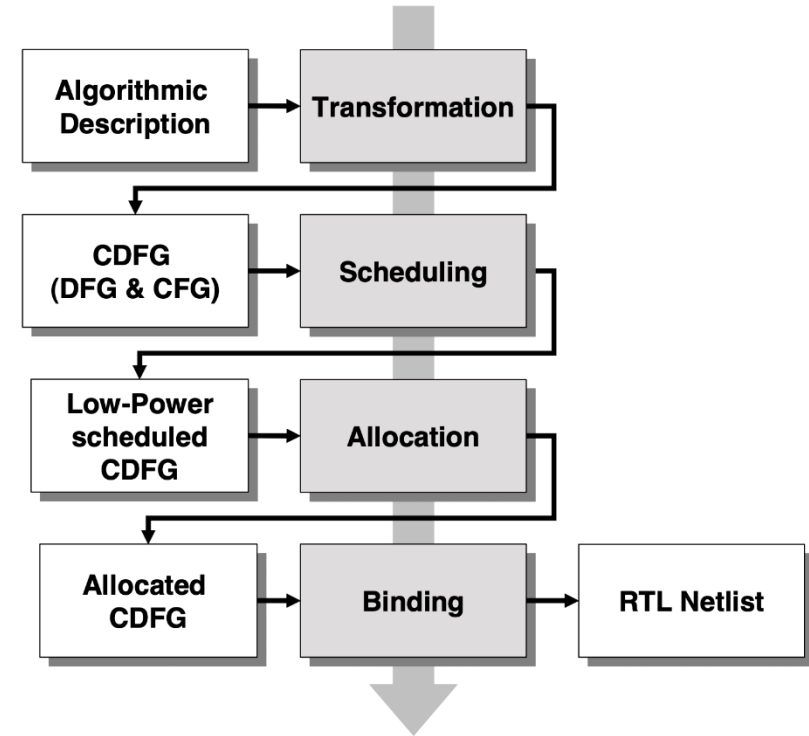 Algorithmic
Description
Transformation
CDFG
(DFG & CFG)
Scheduling
Low-Power
scheduled
CDFG
Allocation
Allocated
CDFG
Binding
RTL Netlist